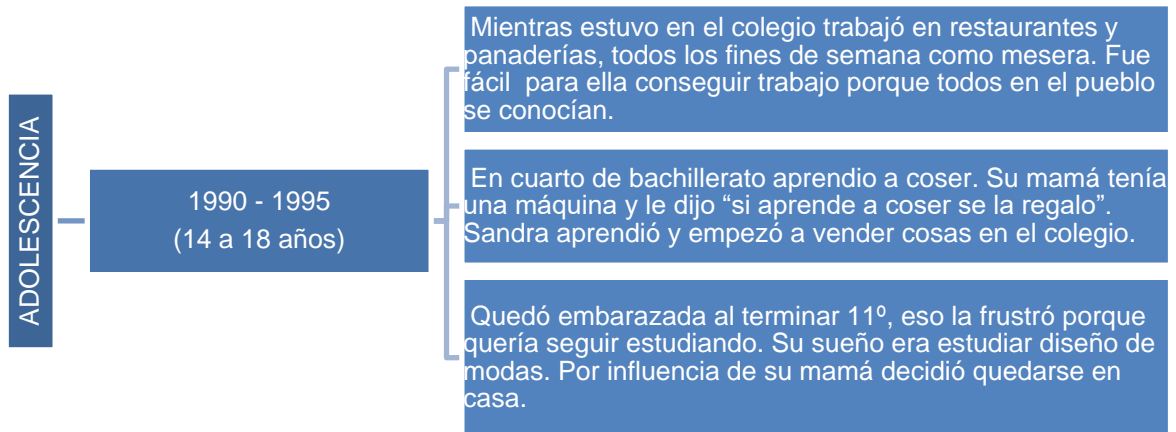 ADOLESCENCIA
1990 - 1995
(14 a 18 años)
Mientras estuvo en el colegio trabajó en restaurantes y
panaderías, todos los fines de semana como mesera. Fue
fácil  para ella conseguir trabajo porque todos en el pueblo
se conocían.
En cuarto de bachillerato aprendio a coser. Su mamá tenía
una máquina y le dijo “si aprende a coser se la regalo”.
Sandra aprendió y empezó a vender cosas en el colegio.
Quedó embarazada al terminar 11º, eso la frustró porque
quería seguir estudiando. Su sueño era estudiar diseño de
modas. Por influencia de su mamá decidió quedarse en
casa.